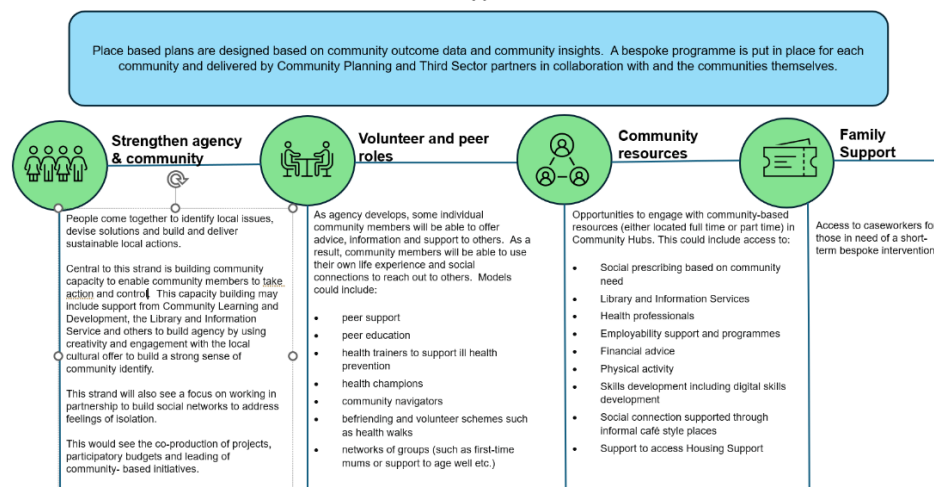 Place based plans are designed based on community outcome data and community insights.  A bespoke programme is put in place for each
community and delivered by Community Planning and Third Sector partners in collaboration with and the communities themselves.
Strengthen agency
& community
People come together to identify local issues,
devise solutions and build and deliver
sustainable local actions.
Central to this strand is building community
capacity to enable community members to take
action and control.  This capacity building may
include support from Community Learning and
Development, the Library and Information
Service and others to build agency by using
creativity and engagement with the local
cultural offer to build a strong sense of
community identify.
This strand will also see a focus on working in
partnership to build social networks to address
feelings of isolation.
This would see the co-production of projects,
participatory budgets and leading of
community- based initiatives.
Volunteer and peer
roles
As agency develops, some individual
community members will be able to offer
advice, information and support to others.  As a
result, community members will be able to use
their own life experience and social
connections to reach out to others.  Models
could include:
• peer support
• peer education
• health trainers to support ill health
prevention
• health champions
• community navigators
• befriending and volunteer schemes such
as health walks
• networks of groups (such as first-time
mums or support to age well etc.)
Community
resources
Opportunities to engage with community-based
resources (either located full time or part time) in
Community Hubs. This could include access to:
• Social prescribing based on community
need
• Library and Information Services
• Health professionals
• Employability support and programmes
• Financial advice
• Physical activity
• Skills development including digital skills
development
• Social connection supported through
informal café style places
• Support to access Housing Support
Family
Support
Access to caseworkers fo
those in need of a short-
term bespoke intervention